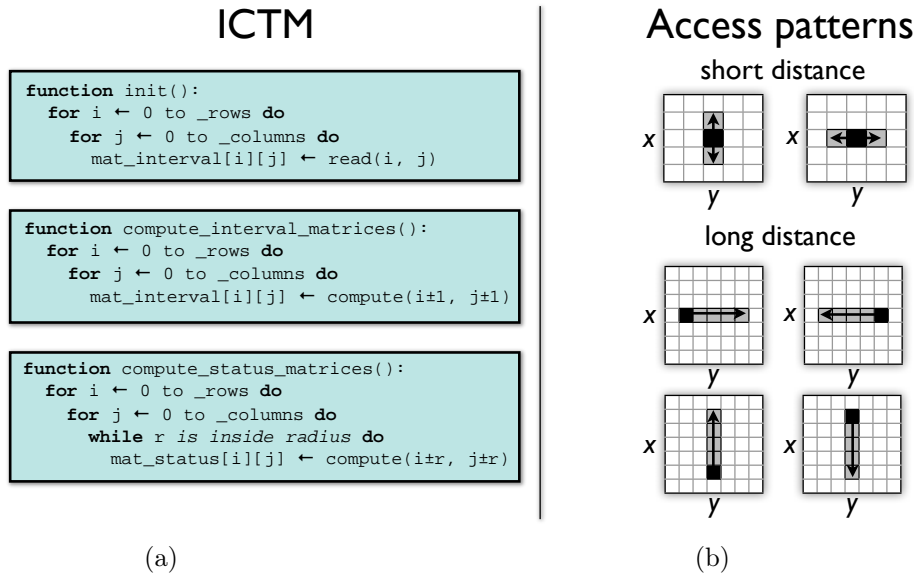 ICTM
function init():
for i ← 0 to _rows do
for j ← 0 to _columns do
mat_interval[i][j] ← read(i, j)
function compute_interval_matrices():
for i ← 0 to _rows do
for j ← 0 to _columns do
mat_interval[i][j] ← compute(i±1, j±1)
function compute_status_matrices():
for i ← 0 to _rows do
for j ← 0 to _columns do
while r is inside radius do
mat_status[i][j] ← compute(i±r, j±r)
(a)
Access patterns
short distance
x x
y y
long distance
x x
y y
x x
y y
(b)